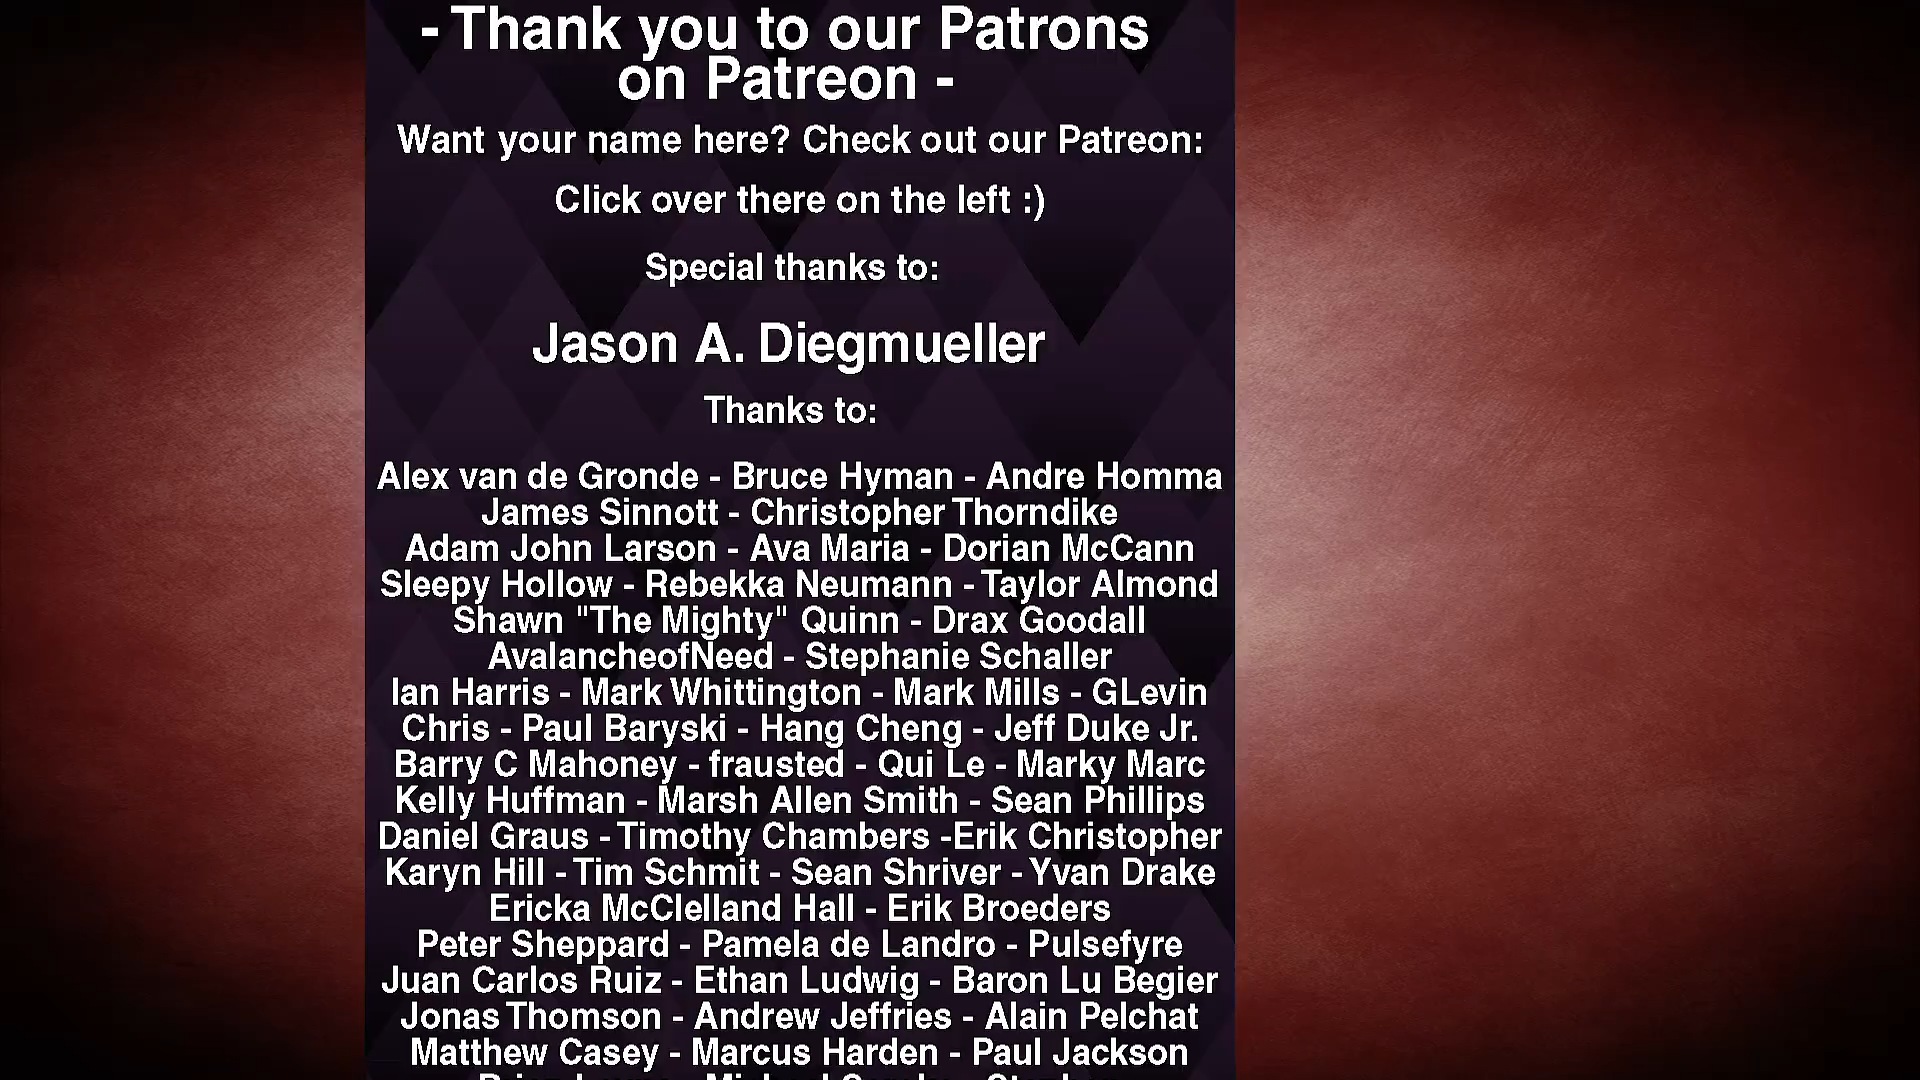 - Thank you to our Patrons
on Patreon -
Want your name here? Check out our Patreon:
Click over there on the left :)
Special thanks to:
Jason A. Diegmueller
Thanks to:
Alex van de Gronde - Bruce Hyman - Andre Homma
James Sinnott - Christopher Thorndike
Adam John Larson - Ava Maria - Dorian McCann
Sleepy Hollow - Rebekka Neumann - Taylor Almond
Shawn "The Mighty" Quinn - Drax Goodall
AvalancheofNeed - Stephanie Schaller
Ian Harris - Mark Whittington - Mark Mills - GLevin
Chris - Paul Baryski - Hang Cheng - Jeff Duke Jr.
Barry C Mahoney - frausted - Qui Le - Marky Marc
Kelly Huffman - Marsh Allen Smith - Sean Phillips
Daniel Graus - Timothy Chambers -Erik Christopher
Karyn Hill - Tim Schmit - Sean Shriver - Yvan Drake
Ericka McClelland Hall - Erik Broeders
Peter Sheppard - Pamela de Landro - Pulsefyre
Juan Carlos Ruiz - Ethan Ludwig - Baron Lu Begier
Jonas Thomson - Andrew Jeffries - Alain Pelchat
Matthew Casey - Marcus Harden - Paul Jackson